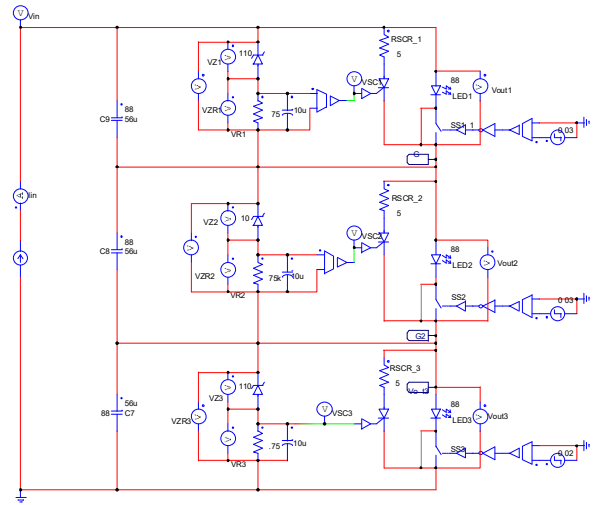 Vin
RSCR_1
5
VZ1
110
88
LED1
Vout1
VSC1
C9
88
56u
VZR1
75
10u
VR1
SS1_1
0.03
G
A
Iin
RSCR_2
5
VZ2
10
VSC2
88
LED2
Vout2
C8
88
56u
VZR2
75k
10u
VR2
SS2
0.03
G2
RSCR_3
5
VZ3
110
VZR3
VSC3
88
LED3
Vout3
56u
88
C7
.75
10u
VR3
SS3
0.02